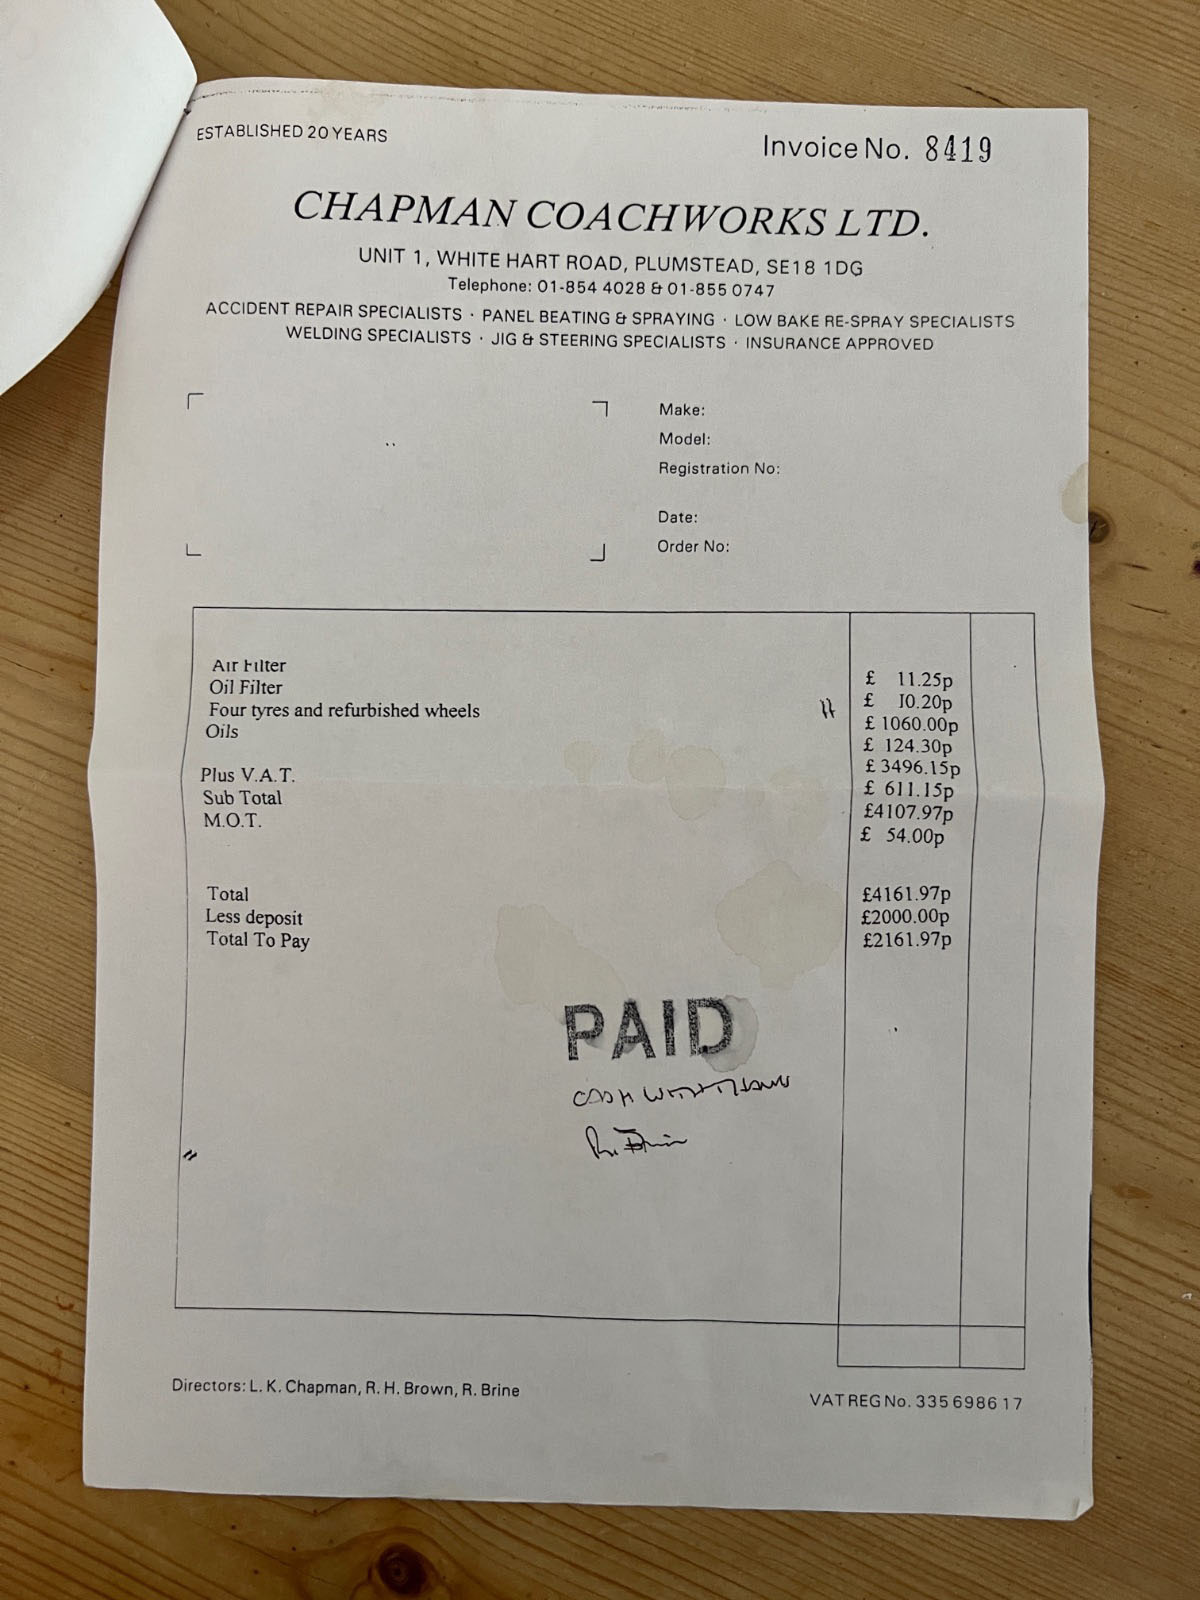 ESTABLISHED 20 YEARS
Invoice No. 8419
CHAPMAN COACHWORKS LTD.
UNIT 1, WHITE HART ROAD, PLUMSTEAD, SE18 1DG
Telephone: 01-854 4028 & 01-855 0747
ACCIDENT REPAIR SPECIALISTS · PANEL BEATING & SPRAYING · LOW BAKE RE-SPRAY SPECIALISTS
WELDING SPECIALISTS · JIG & STEERING SPECIALISTS · INSURANCE APPROVED
Make:
Model:
Registration No:
Date:
Order No:
Air Filter £ 11.25p
Oil Filter £ 10.20p
Four tyres and refurbished wheels £ 1060.00p
Oils £ 124.30p
£ 3496.15p
Plus V.A.T. £ 611.15p
Sub Total £4107.97p
M.O.T. £ 54.00p
Total £4161.97p
Less deposit £2000.00p
Total To Pay £2161.97p
PAID
CASH WITH THANKS
R. Brine
Directors: L. K. Chapman, R. H. Brown, R. Brine
VAT REG No. 335 6986 17